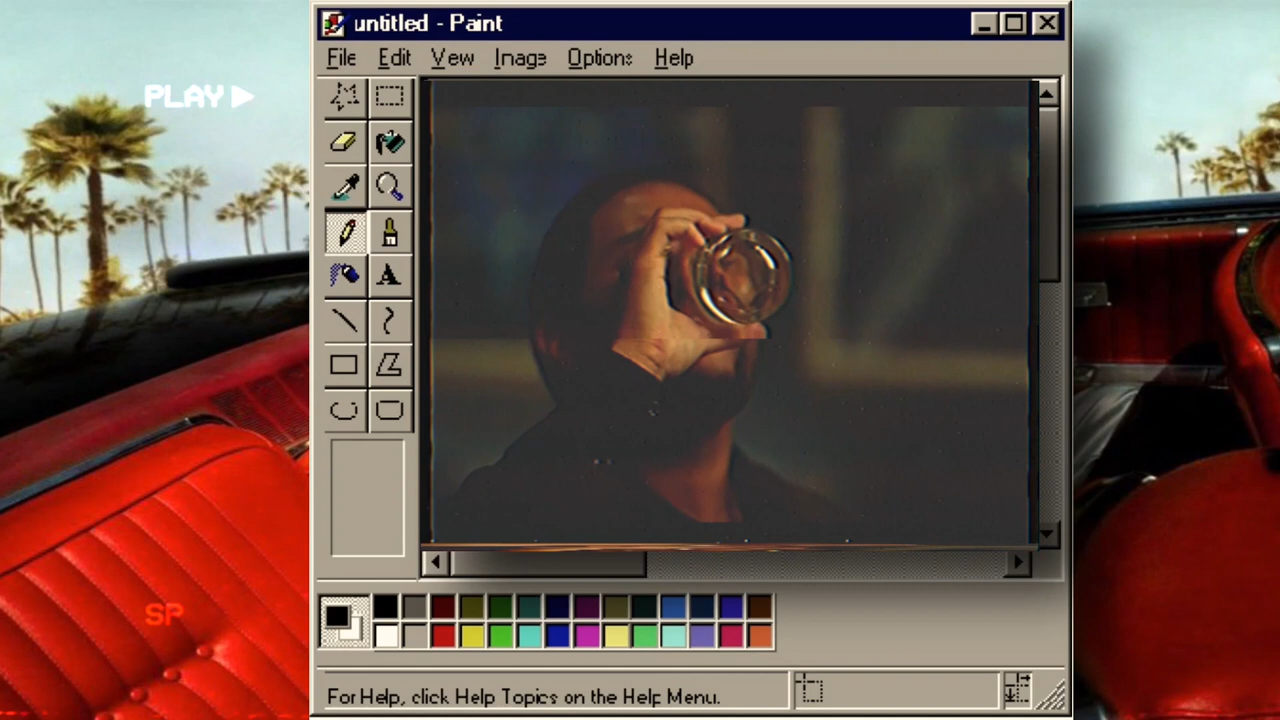 untitled - Paint
File Edit View Image Options Help
PLAY
A
SP
For Help, click Help Topics on the Help Menu.